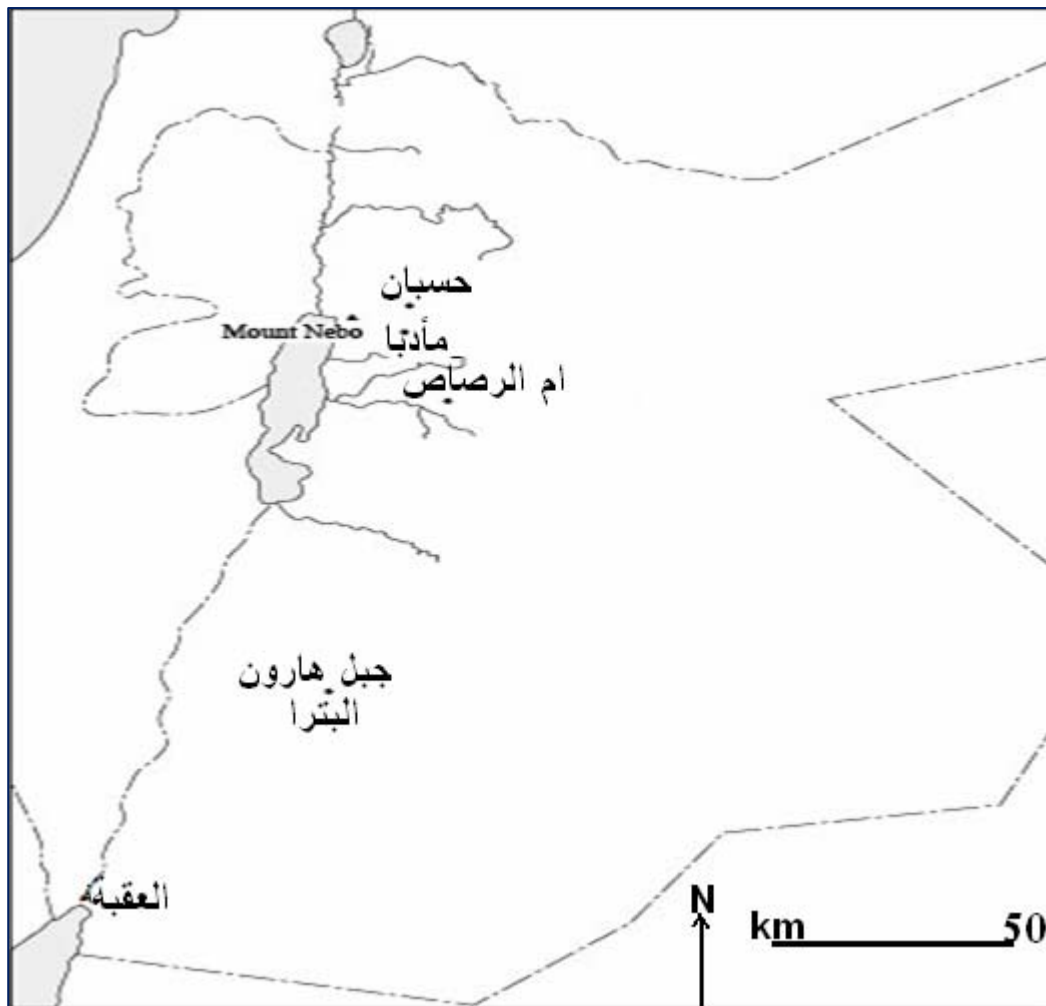 حسبان
Mount Nebo
مأدبا
ام الرصاص
جبل هارون
البترا
العقبة
N
km 50